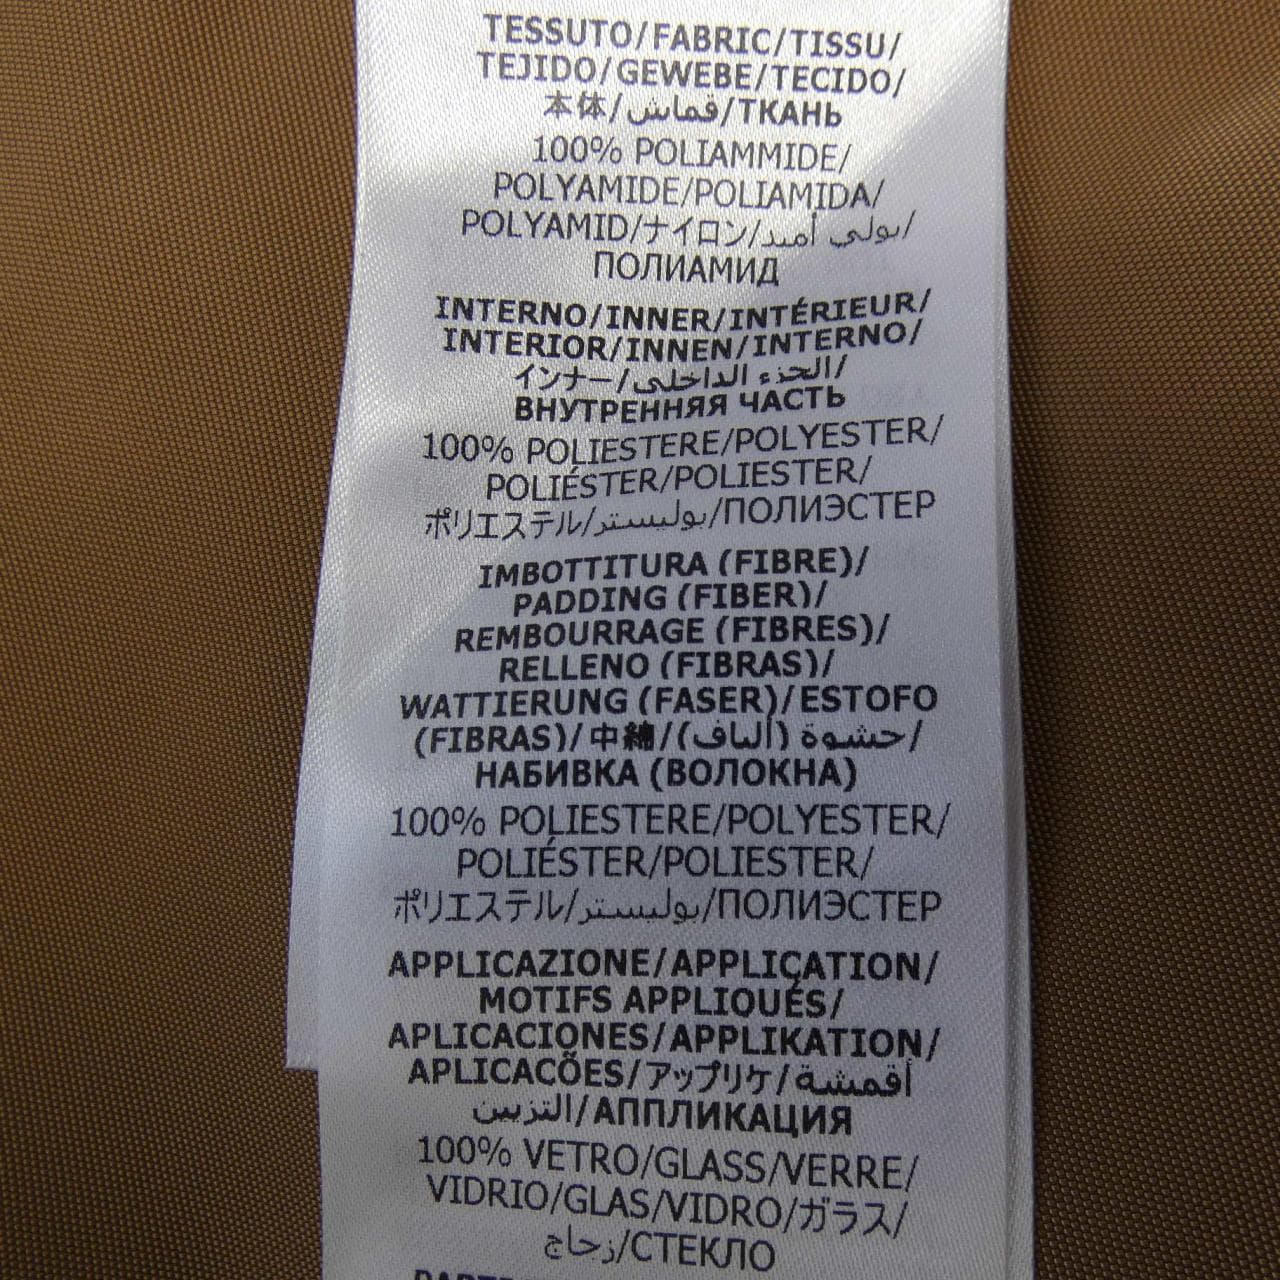 TESSUTO/FABRIC/TISSU/
TEJIDO/GEWEBE/TECIDO/
本体/قماش/ТКАНЬ
100% POLIAMMIDE/
POLYAMIDE/POLIAMIDA/
POLYAMID/ナイロン/بولي أميد/
ПОЛИАМИД
INTERNO/INNER/INTÉRIEUR/
INTERIOR/INNEN/INTERNO/
インナー/الجزء الداخلى/
ВНУТРЕННЯЯ ЧАСТЬ
100% POLIESTERE/POLYESTER/
POLIÉSTER/POLIESTER/
ポリエステル/بوليستر/ПОЛИЭСТЕР
IMBOTTITURA (FIBRE)/
PADDING (FIBER)/
REMBOURRAGE (FIBRES)/
RELLENO (FIBRAS)/
WATTIERUNG (FASER)/ESTOFO
(FIBRAS)/中綿/حشوة (ألياف)/
НАБИВКА (ВОЛОКНА)
100% POLIESTERE/POLYESTER/
POLIÉSTER/POLIESTER/
ポリエステル/بوليستر/ПОЛИЭСТЕР
APPLICAZIONE/APPLICATION/
MOTIFS APPLIQUÉS/
APLICACIONES/APPLIKATION/
APLICACÕES/アップリケ/أقمشة
التزيين/АППЛИКАЦИЯ
100% VETRO/GLASS/VERRE/
VIDRIO/GLAS/VIDRO/ガラス/
زجاج/СТЕКЛО